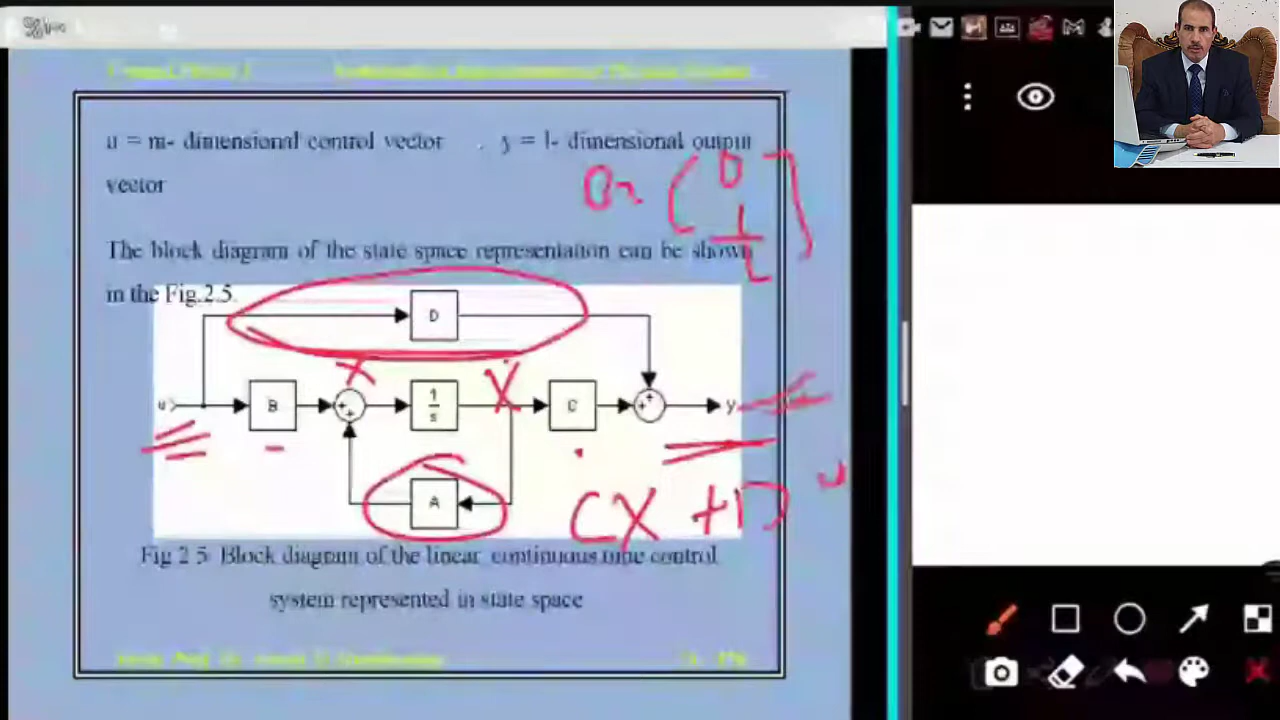 u = m- dimensional control vector . y = l- dimensional output
vector
The block diagram of the state space representation can be shown
in the Fig.2.5.
D
u
B
1
s
C
y
A
CX + D u
Fig 2 5 Block diagram of the linear continuous time control
system represented in state space